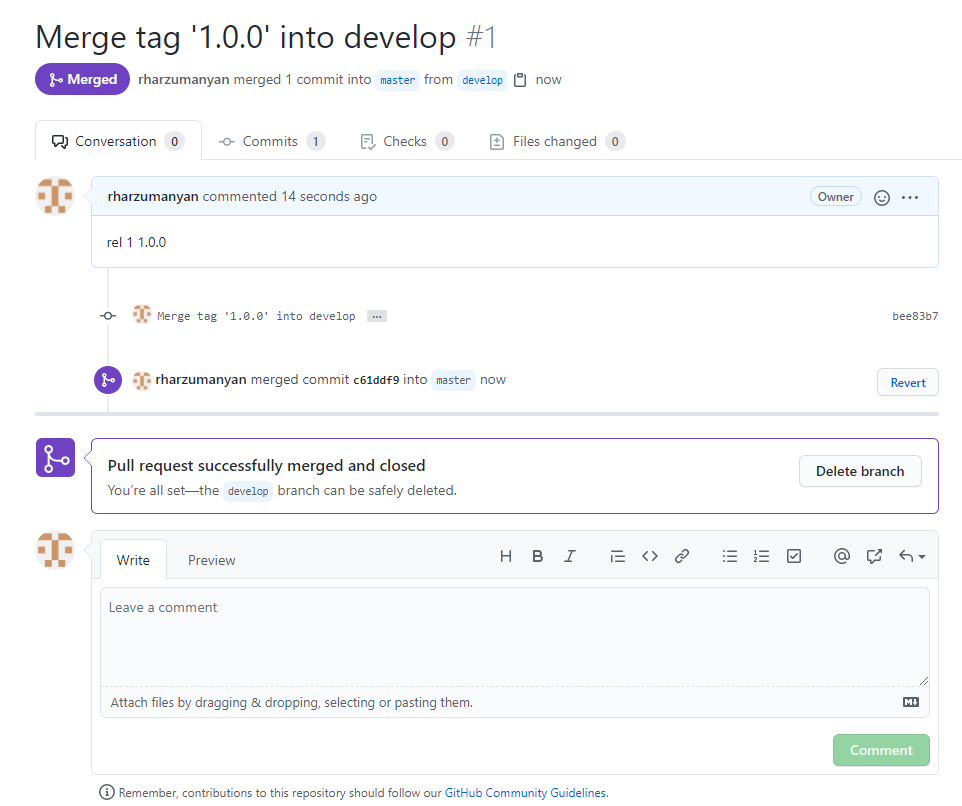 Merge tag '1.0.0' into develop #1
Merged rharzumanyan merged 1 commit into master from develop now
Conversation 0 Commits 1 Checks 0 Files changed 0
rharzumanyan commented 14 seconds ago Owner ...
rel 1 1.0.0
Merge tag '1.0.0' into develop ... bee83b7
rharzumanyan merged commit c61ddf9 into master now Revert
Pull request successfully merged and closed
You’re all set—the develop branch can be safely deleted. Delete branch
Write Preview H B I
Leave a comment
Attach files by dragging & dropping, selecting or pasting them.
Comment
Remember, contributions to this repository should follow our GitHub Community Guidelines.